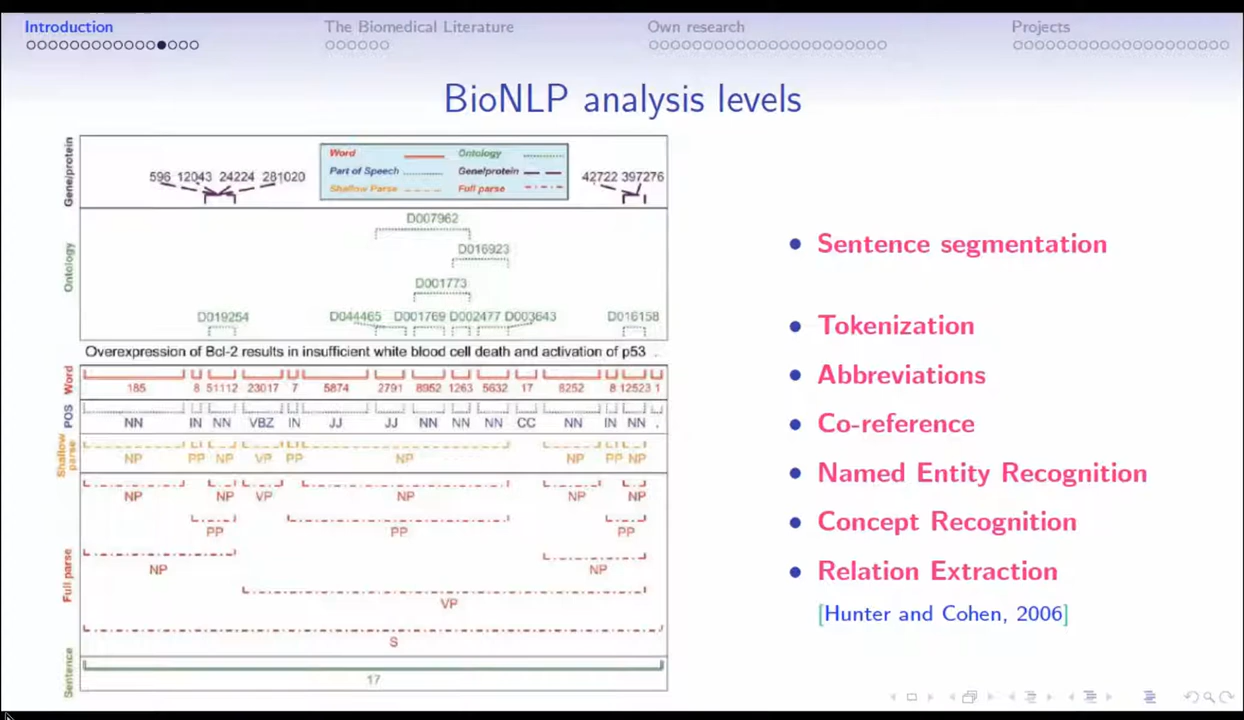 Introduction The Biomedical Literature Own research Projects
BioNLP analysis levels
Gene/protein
596 12043 24224 281020
42722 397276
Word Ontology
Part of Speech Gene/protein
Shallow Parse Full parse
Ontology
D007962
D016923
D001773
D019254 D044465 D001769 D002477 D003643 D016158
Overexpression of Bcl-2 results in insufficient white blood cell death and activation of p53 .
Word
185 8 51112 23017 7 5874 2791 8952 1263 5632 17 8252 8 12523 1
POS
NN IN NN VBZ IN JJ JJ NN NN NN CC NN IN NN .
Shallow parse
NP PP NP VP PP NP NP PP NP
Full parse
NP NP VP NP NP NP
PP PP PP
NP NP
VP
S
Sentence
17
• Sentence segmentation
• Tokenization
• Abbreviations
• Co-reference
• Named Entity Recognition
• Concept Recognition
• Relation Extraction
[Hunter and Cohen, 2006]